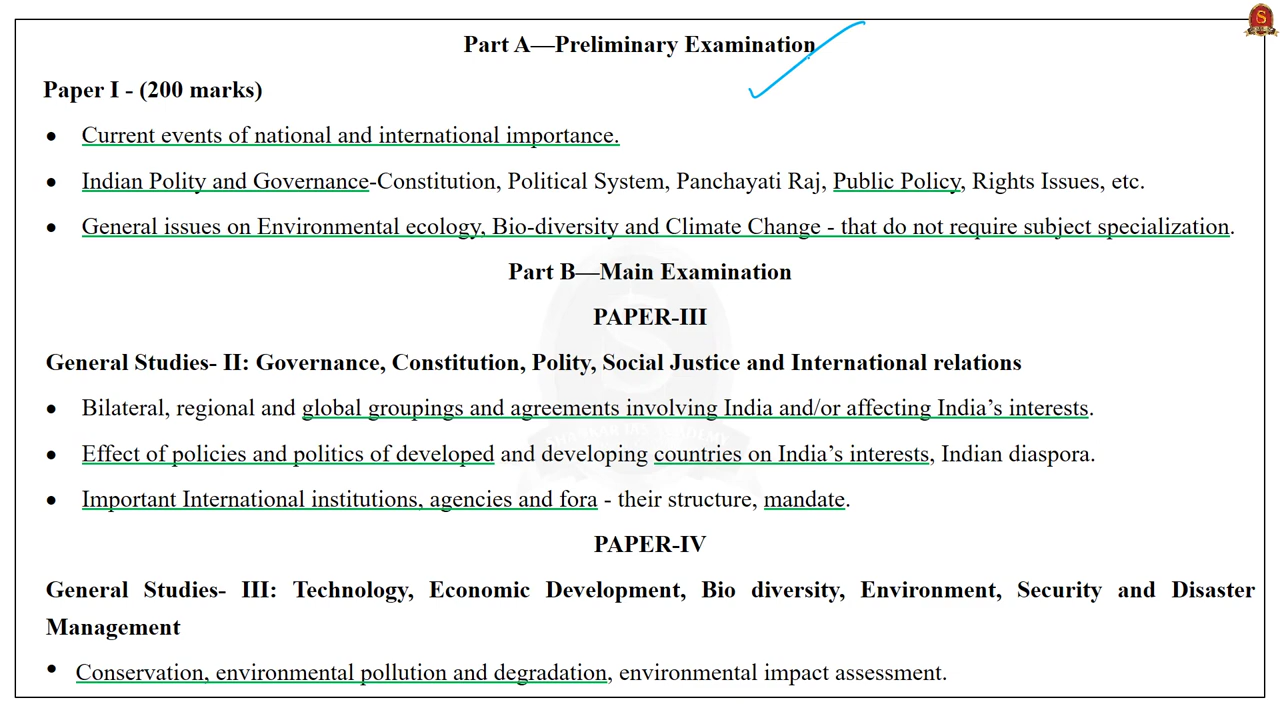 Part A—Preliminary Examination
Paper I - (200 marks)
• Current events of national and international importance.
• Indian Polity and Governance-Constitution, Political System, Panchayati Raj, Public Policy, Rights Issues, etc.
• General issues on Environmental ecology, Bio-diversity and Climate Change - that do not require subject specialization.
Part B—Main Examination
PAPER-III
General Studies- II: Governance, Constitution, Polity, Social Justice and International relations
• Bilateral, regional and global groupings and agreements involving India and/or affecting India’s interests.
• Effect of policies and politics of developed and developing countries on India’s interests, Indian diaspora.
• Important International institutions, agencies and fora - their structure, mandate.
PAPER-IV
General Studies- III: Technology, Economic Development, Bio diversity, Environment, Security and Disaster
Management
• Conservation, environmental pollution and degradation, environmental impact assessment.